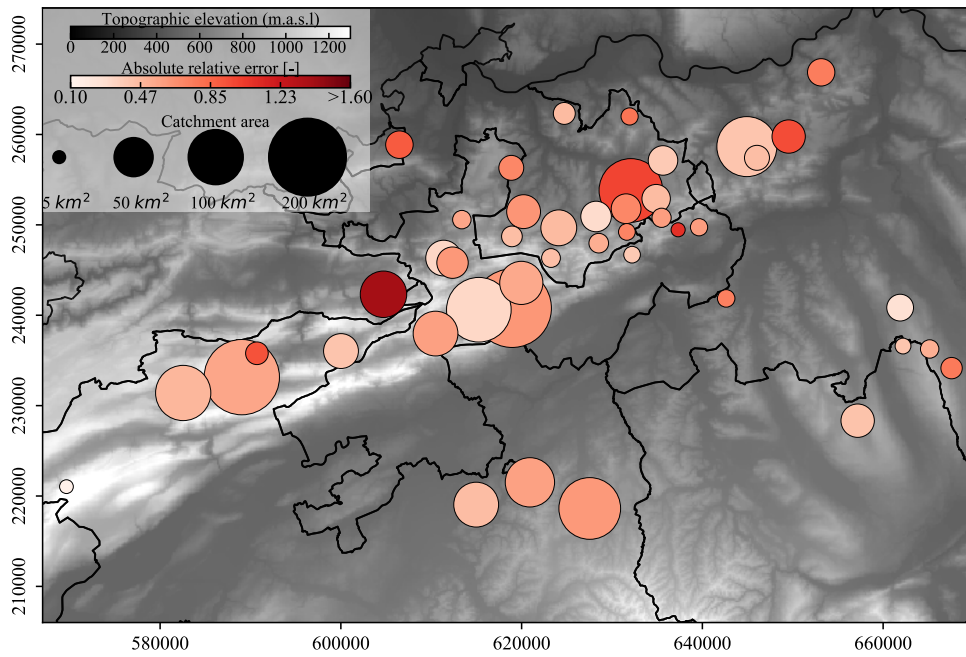 Topographic elevation (m.a.s.l)
0 200 400 600 800 1000 1200
Absolute relative error [-]
0.10 0.47 0.85 1.23 >1.60
Catchment area
5 km² 50 km² 100 km² 200 km²
270000
260000
250000
240000
230000
220000
210000
580000 600000 620000 640000 660000